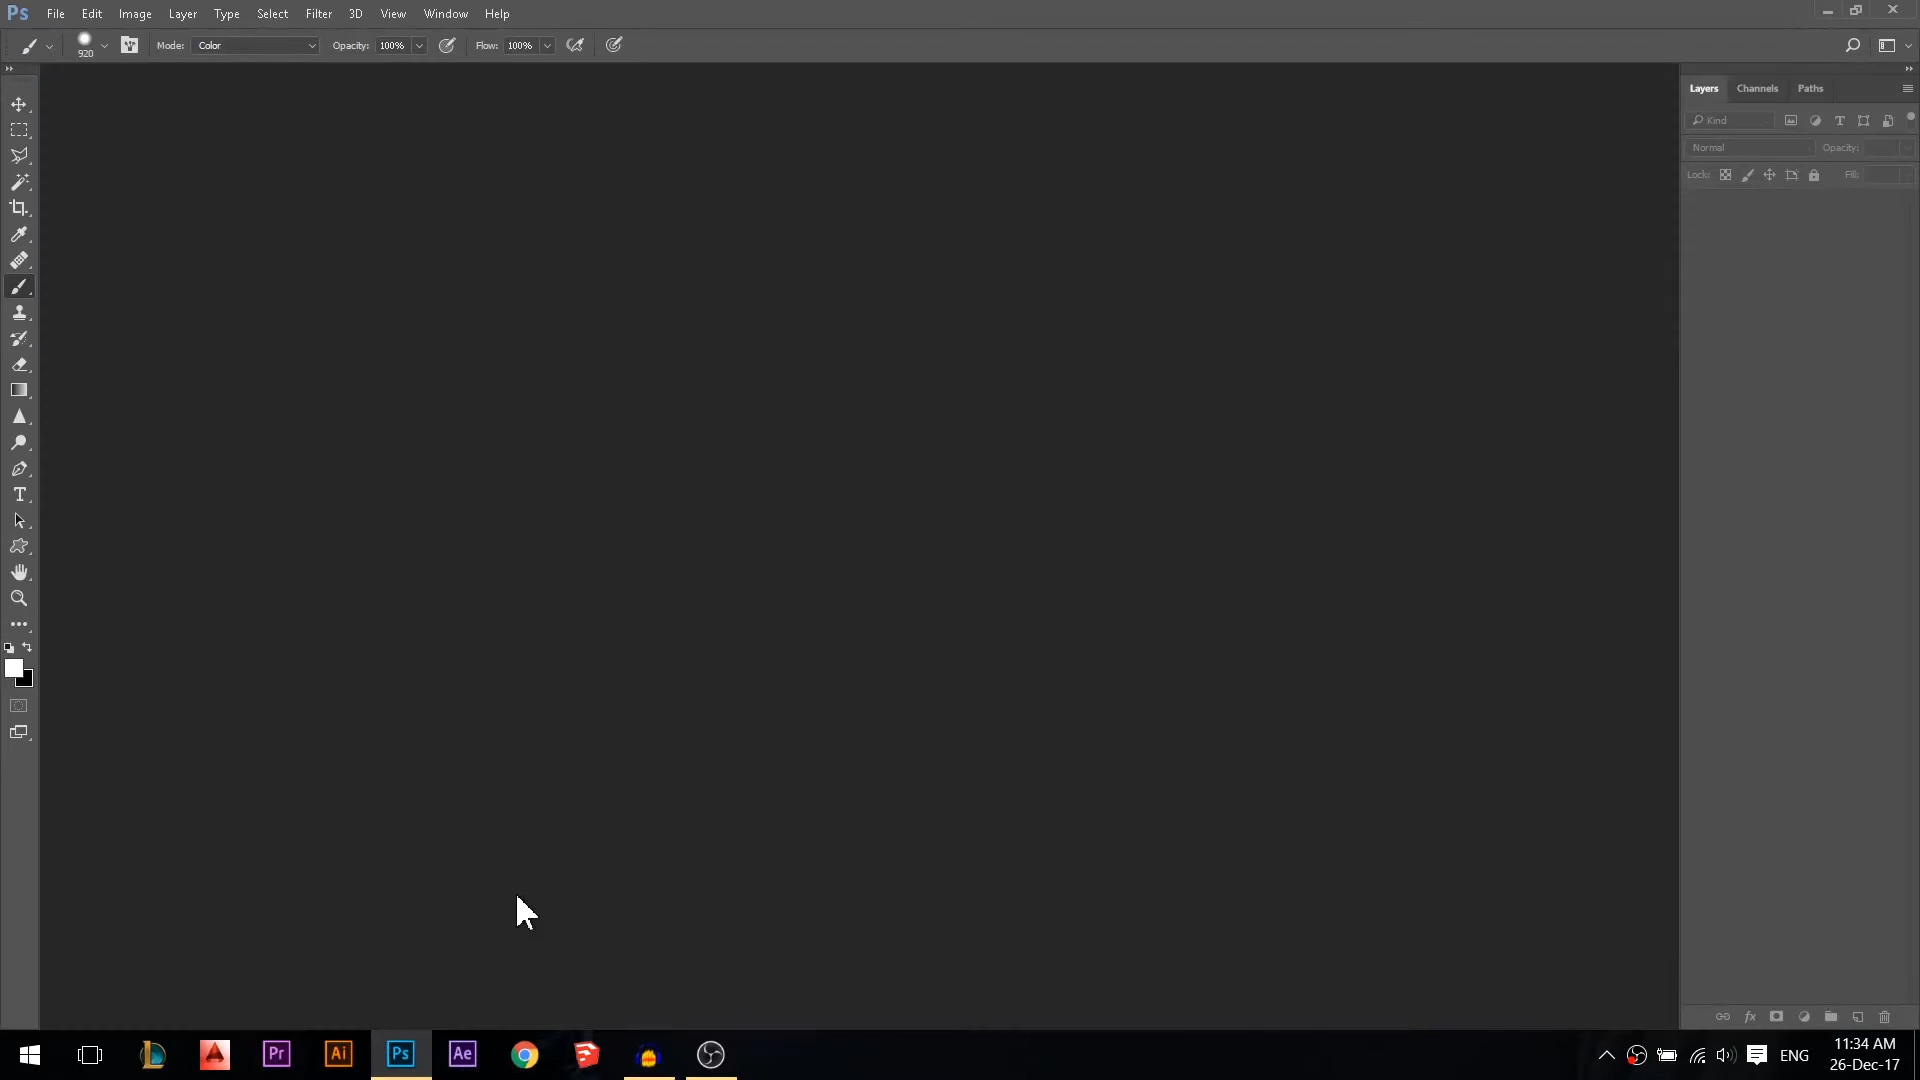 Ps File Edit Image Layer Type Select Filter 3D View Window Help
920 Mode: Color Opacity: 100% Flow: 100%
Layers Channels Paths
Kind
Normal Opacity:
Lock: Fill:
Pr Ai Ps Ae
ENG
11:34 AM
26-Dec-17